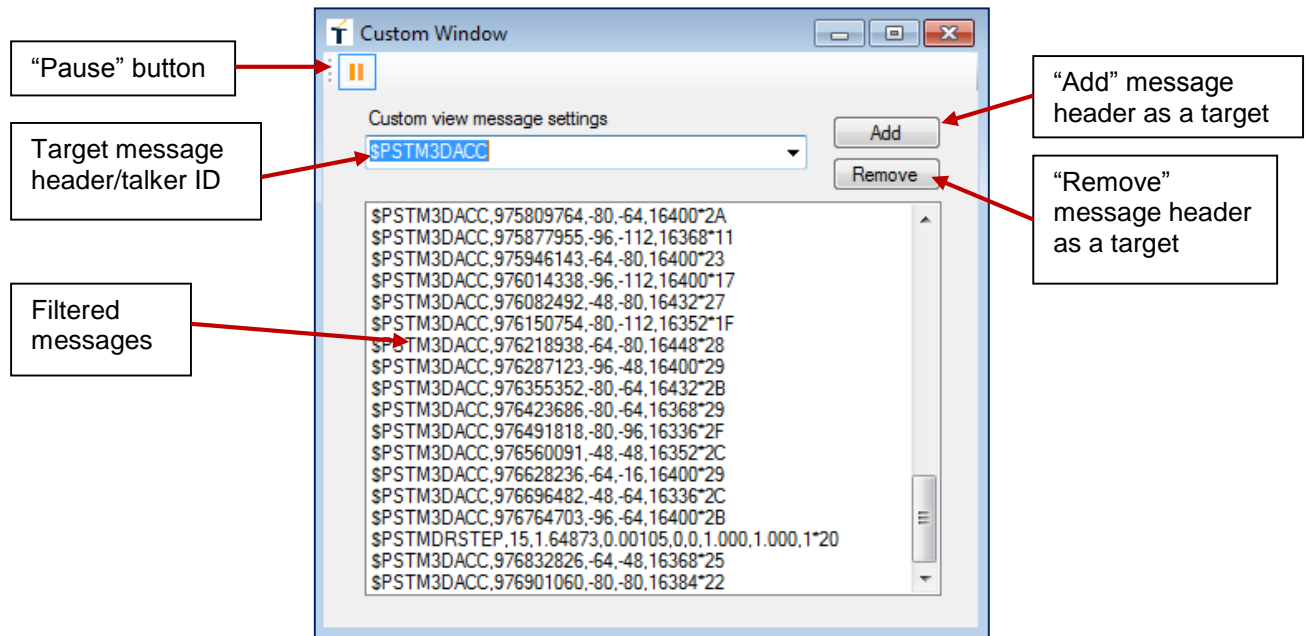 Custom Window
“Pause” button
“Add” message
header as a target
Custom view message settings
Add
Target message
header/talker ID
$PSTM3DACC
Remove
“Remove”
message header
as a target
Filtered
messages
$PSTM3DACC,975809764,-80,-64,16400*2A
$PSTM3DACC,975877955,-96,-112,16368*11
$PSTM3DACC,975946143,-64,-80,16400*23
$PSTM3DACC,976014338,-96,-112,16400*17
$PSTM3DACC,976082492,-48,-80,16432*27
$PSTM3DACC,976150754,-80,-112,16352*1F
$PSTM3DACC,976218938,-64,-80,16448*28
$PSTM3DACC,976287123,-96,-48,16400*29
$PSTM3DACC,976355352,-80,-64,16432*2B
$PSTM3DACC,976423686,-80,-64,16368*29
$PSTM3DACC,976491818,-80,-96,16336*2F
$PSTM3DACC,976560091,-48,-48,16352*2C
$PSTM3DACC,976628236,-64,-16,16400*29
$PSTM3DACC,976696482,-48,-64,16336*2C
$PSTM3DACC,976764703,-96,-64,16400*2B
$PSTMDRSTEP,15,1.64873,0.00105,0,0,1.000,1.000,1*20
$PSTM3DACC,976832826,-64,-48,16368*25
$PSTM3DACC,976901060,-80,-80,16384*22